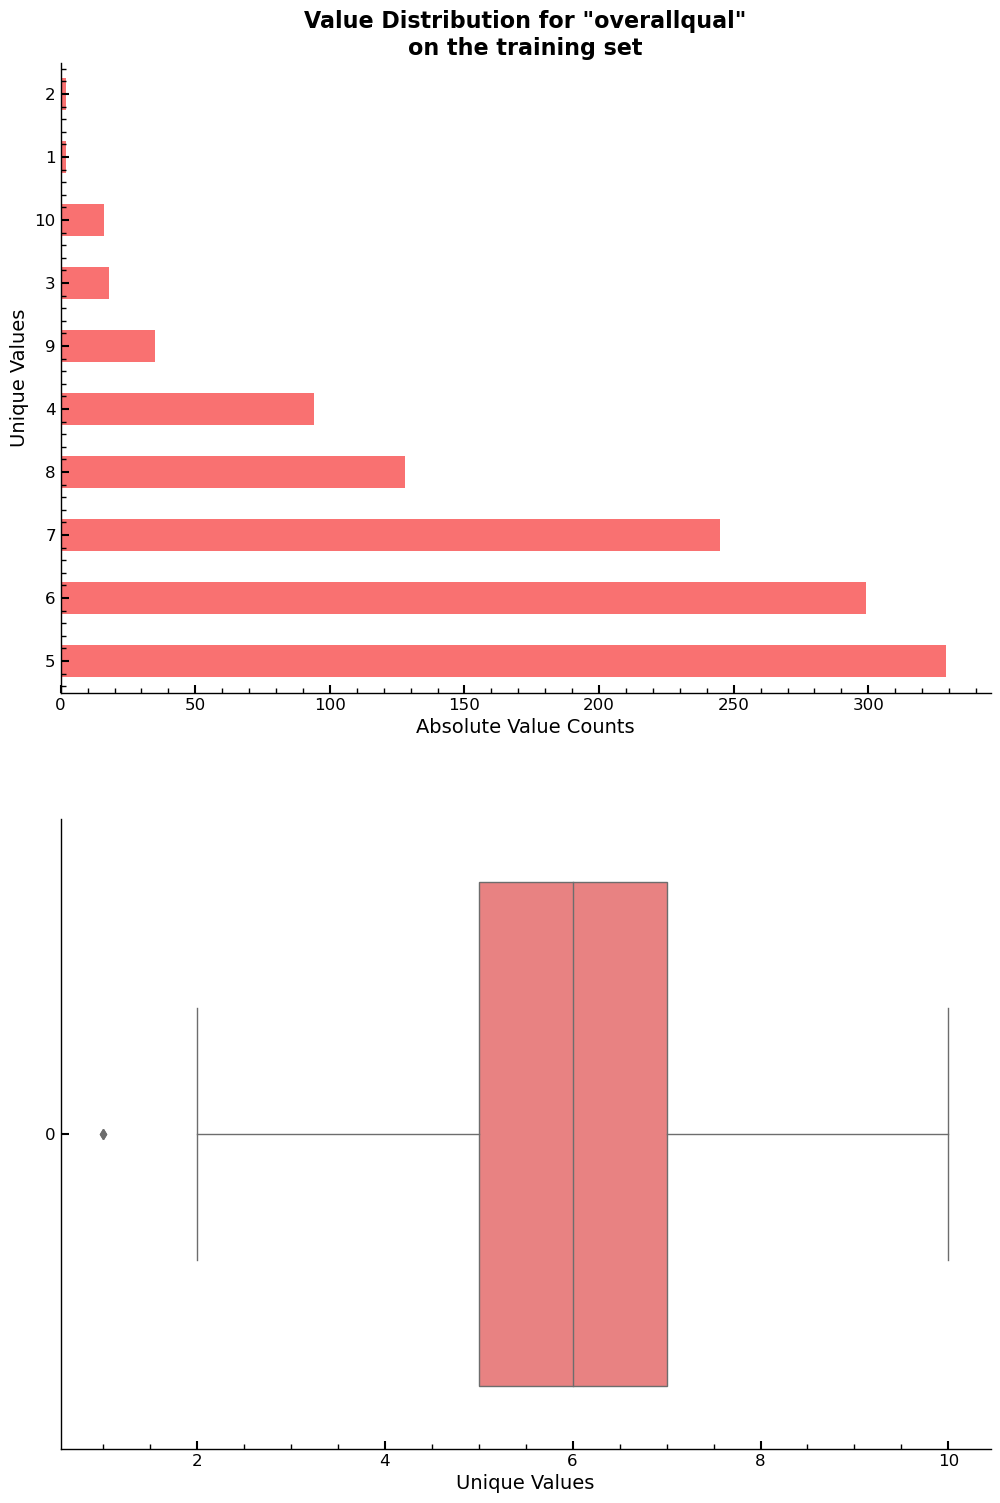 Value Distribution for "overallqual"
on the training set
Unique Values
2
1
10
3
9
4
8
7
6
5
0 50 100 150 200 250 300
Absolute Value Counts
0
2 4 6 8 10
Unique Values